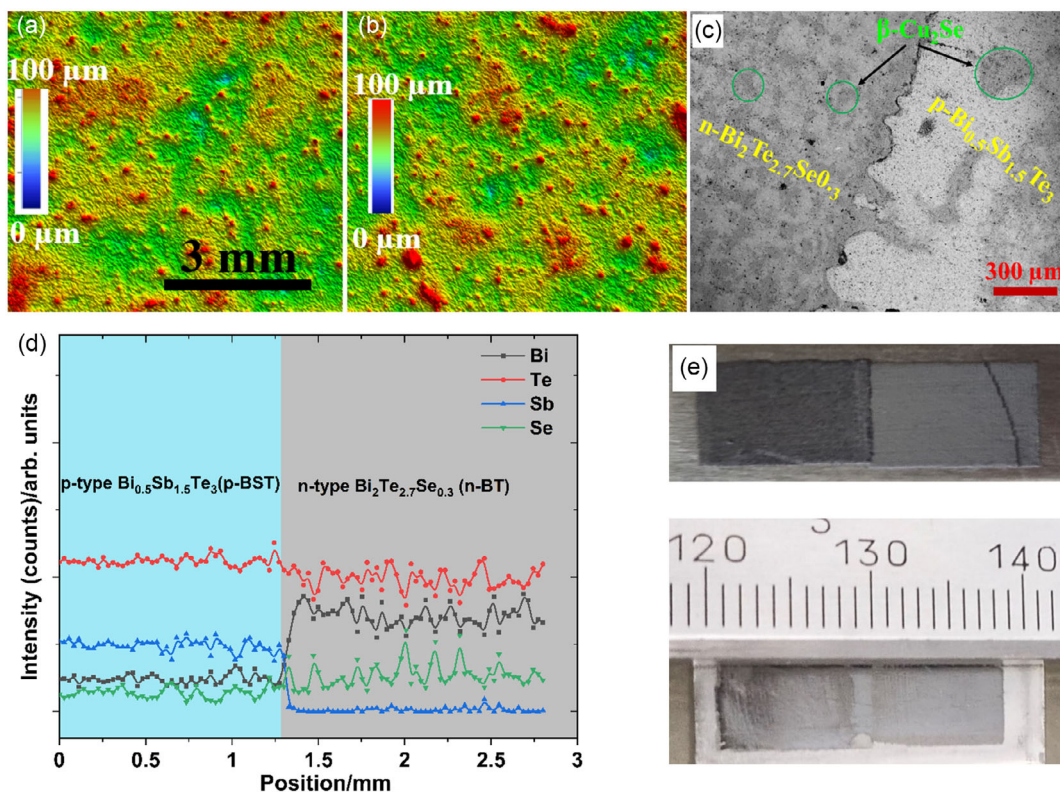 (a)
100 µm
0 µm
3 mm
(b)
100 µm
0 µm
(c)
β-Cu₂Se
n-Bi₂Te₂.₇Se0.₃
p-Bi₀.₅Sb₁.₅Te₃
300 µm
(d)
Intensity (counts)/arb. units
Bi
Te
Sb
Se
p-type Bi₀.₅Sb₁.₅Te₃(p-BST)
n-type Bi₂Te₂.₇Se₀.₃ (n-BT)
0
0.5
1
1.5
2
2.5
3
Position/mm
(e)
120
130
140